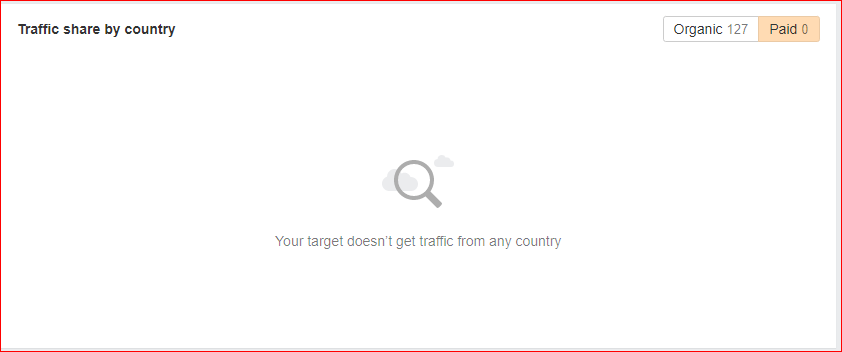 Traffic share by country
Organic 127 Paid 0
Your target doesn't get traffic from any country